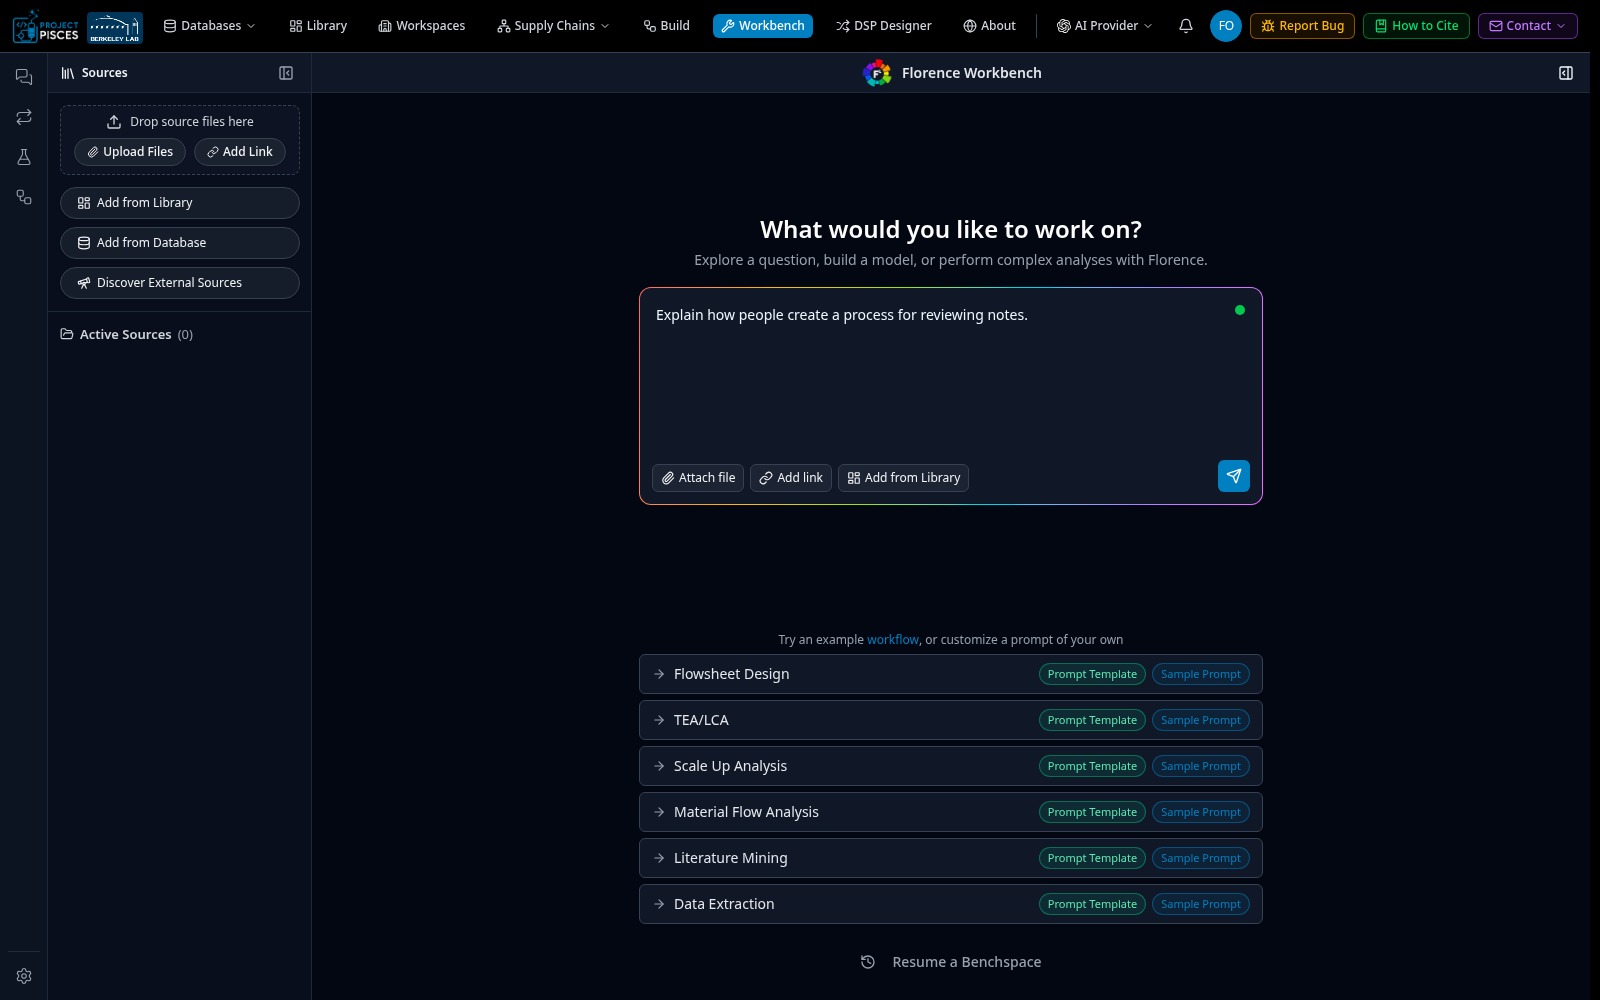 PROJECT
PISCES
BERKELEY LAB
Databases
Library
Workspaces
Supply Chains
Build
Workbench
DSP Designer
About
AI Provider
FO
Report Bug
How to Cite
Contact
Sources
Florence Workbench
Drop source files here
Upload Files
Add Link
Add from Library
Add from Database
Discover External Sources
Active Sources (0)
What would you like to work on?
Explore a question, build a model, or perform complex analyses with Florence.
Explain how people create a process for reviewing notes.
Attach file
Add link
Add from Library
Try an example workflow, or customize a prompt of your own
Flowsheet Design Prompt Template Sample Prompt
TEA/LCA Prompt Template Sample Prompt
Scale Up Analysis Prompt Template Sample Prompt
Material Flow Analysis Prompt Template Sample Prompt
Literature Mining Prompt Template Sample Prompt
Data Extraction Prompt Template Sample Prompt
Resume a Benchspace